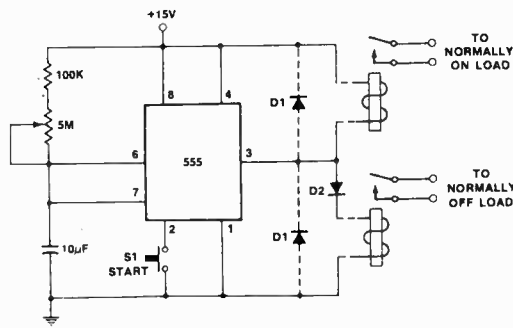 +15V
TO
NORMALLY
ON LOAD
100K
8
4
D1
5M
6
555
3
7
D2
TO
NORMALLY
OFF LOAD
2
1
D1
10µF
S1
START